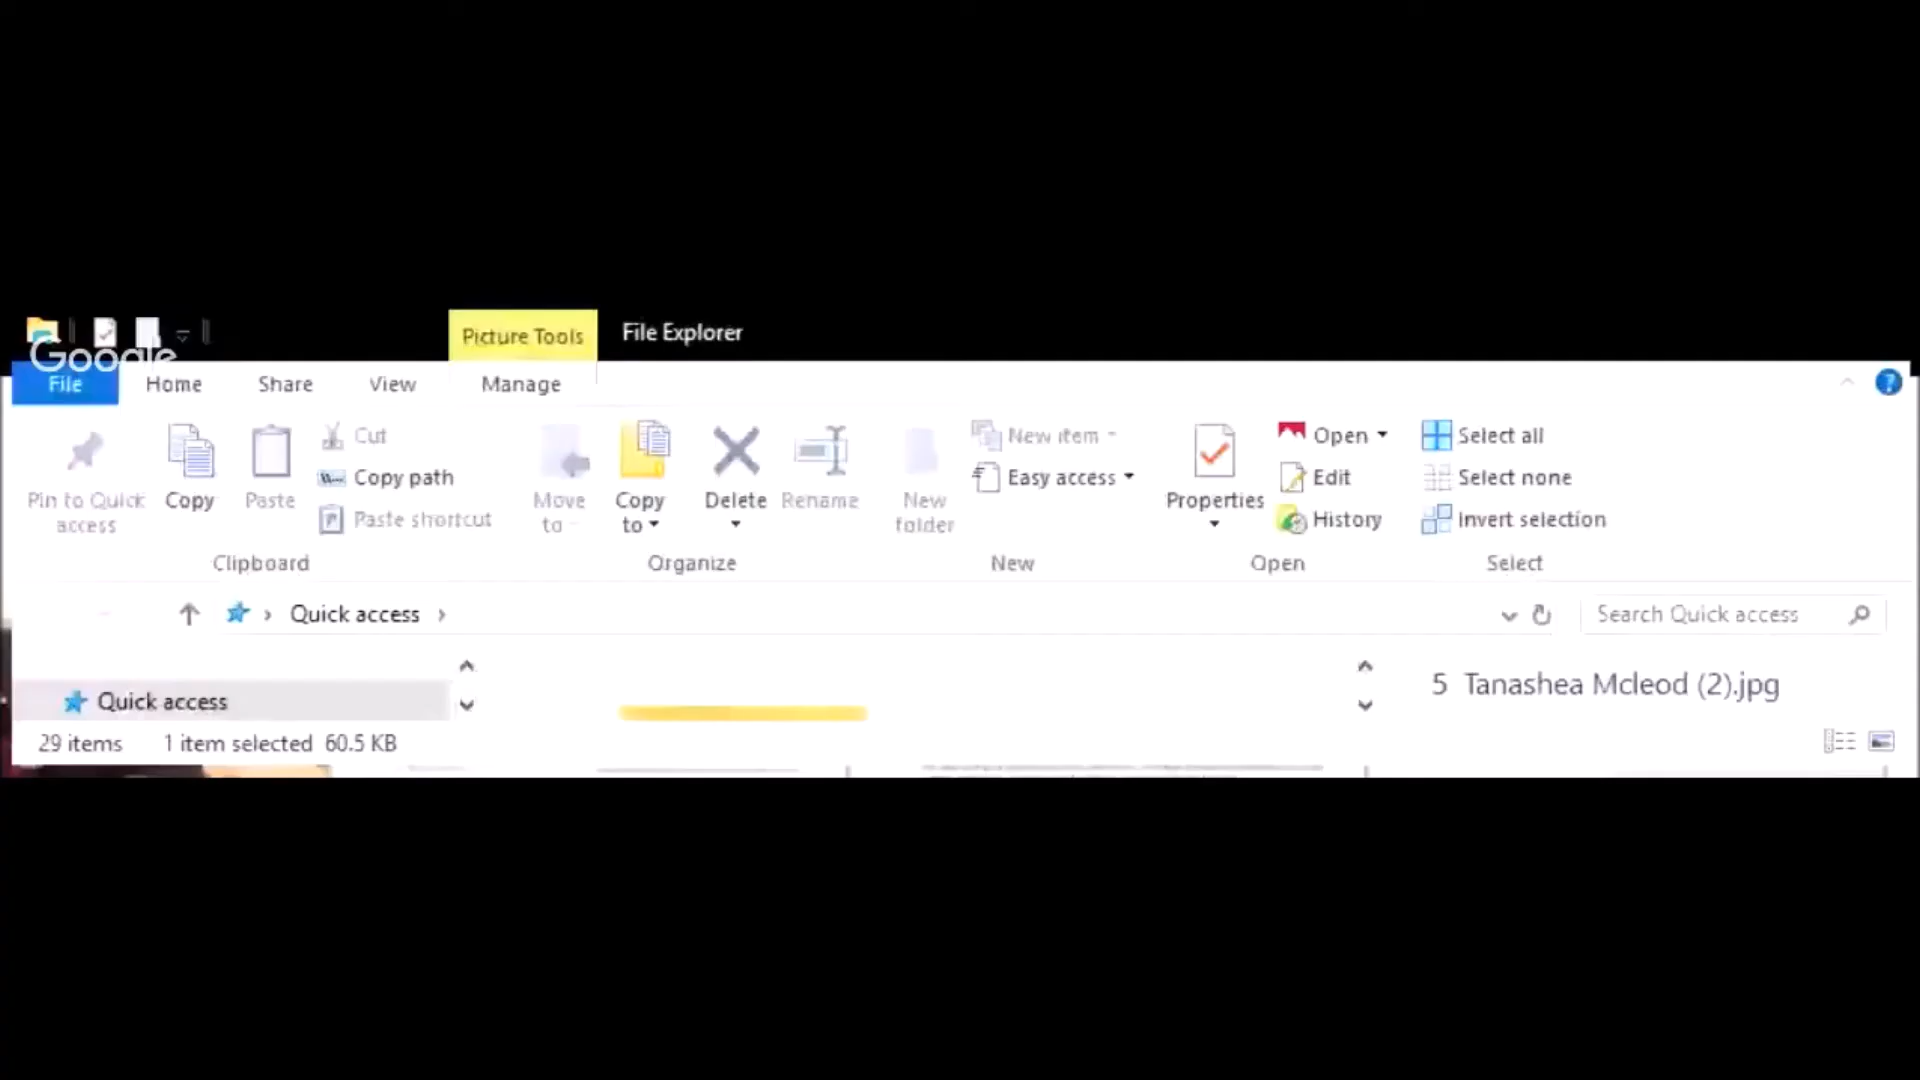 Picture Tools
File Explorer
Google
File
Home
Share
View
Manage
Pin to Quick access
Copy
Paste
Cut
Copy path
Paste shortcut
Clipboard
Move to
Copy to
Delete
Rename
Organize
New folder
New item
Easy access
New
Properties
Open
Edit
History
Open
Select all
Select none
Invert selection
Select
Quick access
Search Quick access
Quick access
5 Tanashea Mcleod (2).jpg
29 items
1 item selected 60.5 KB